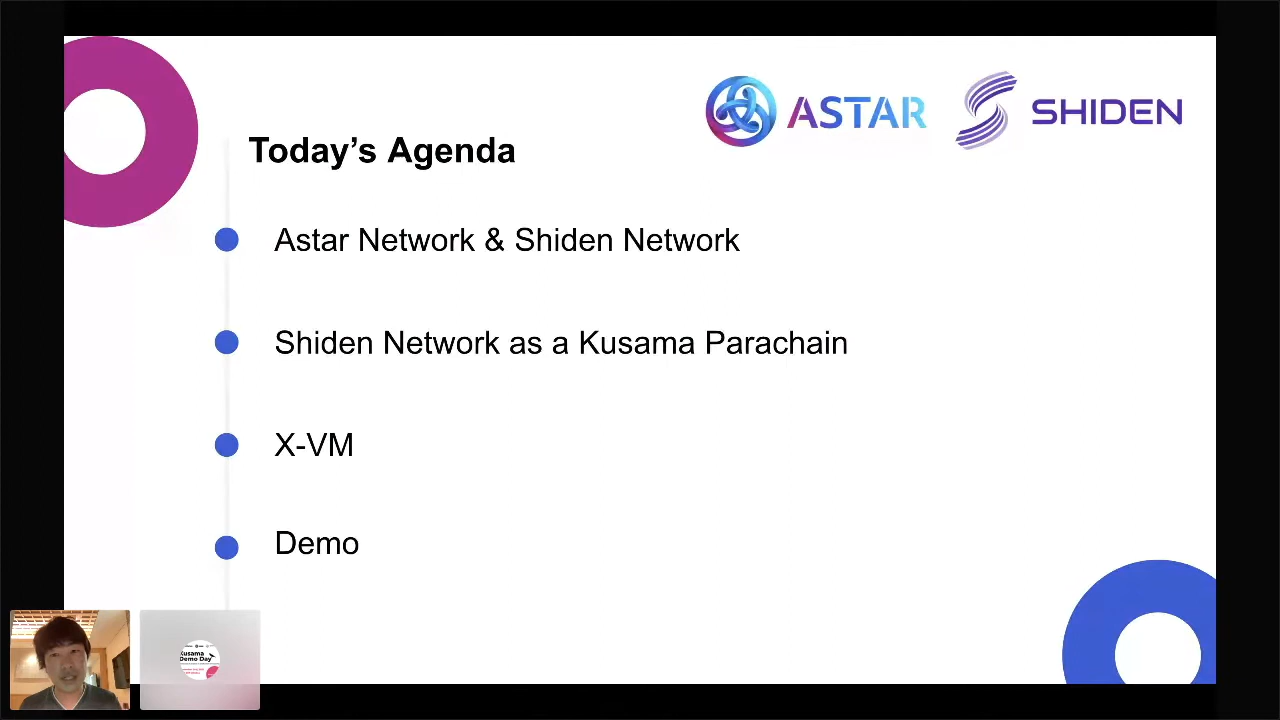 ASTAR
SHIDEN
Today's Agenda
Astar Network & Shiden Network
Shiden Network as a Kusama Parachain
X-VM
Demo
Kusama
Demo Day